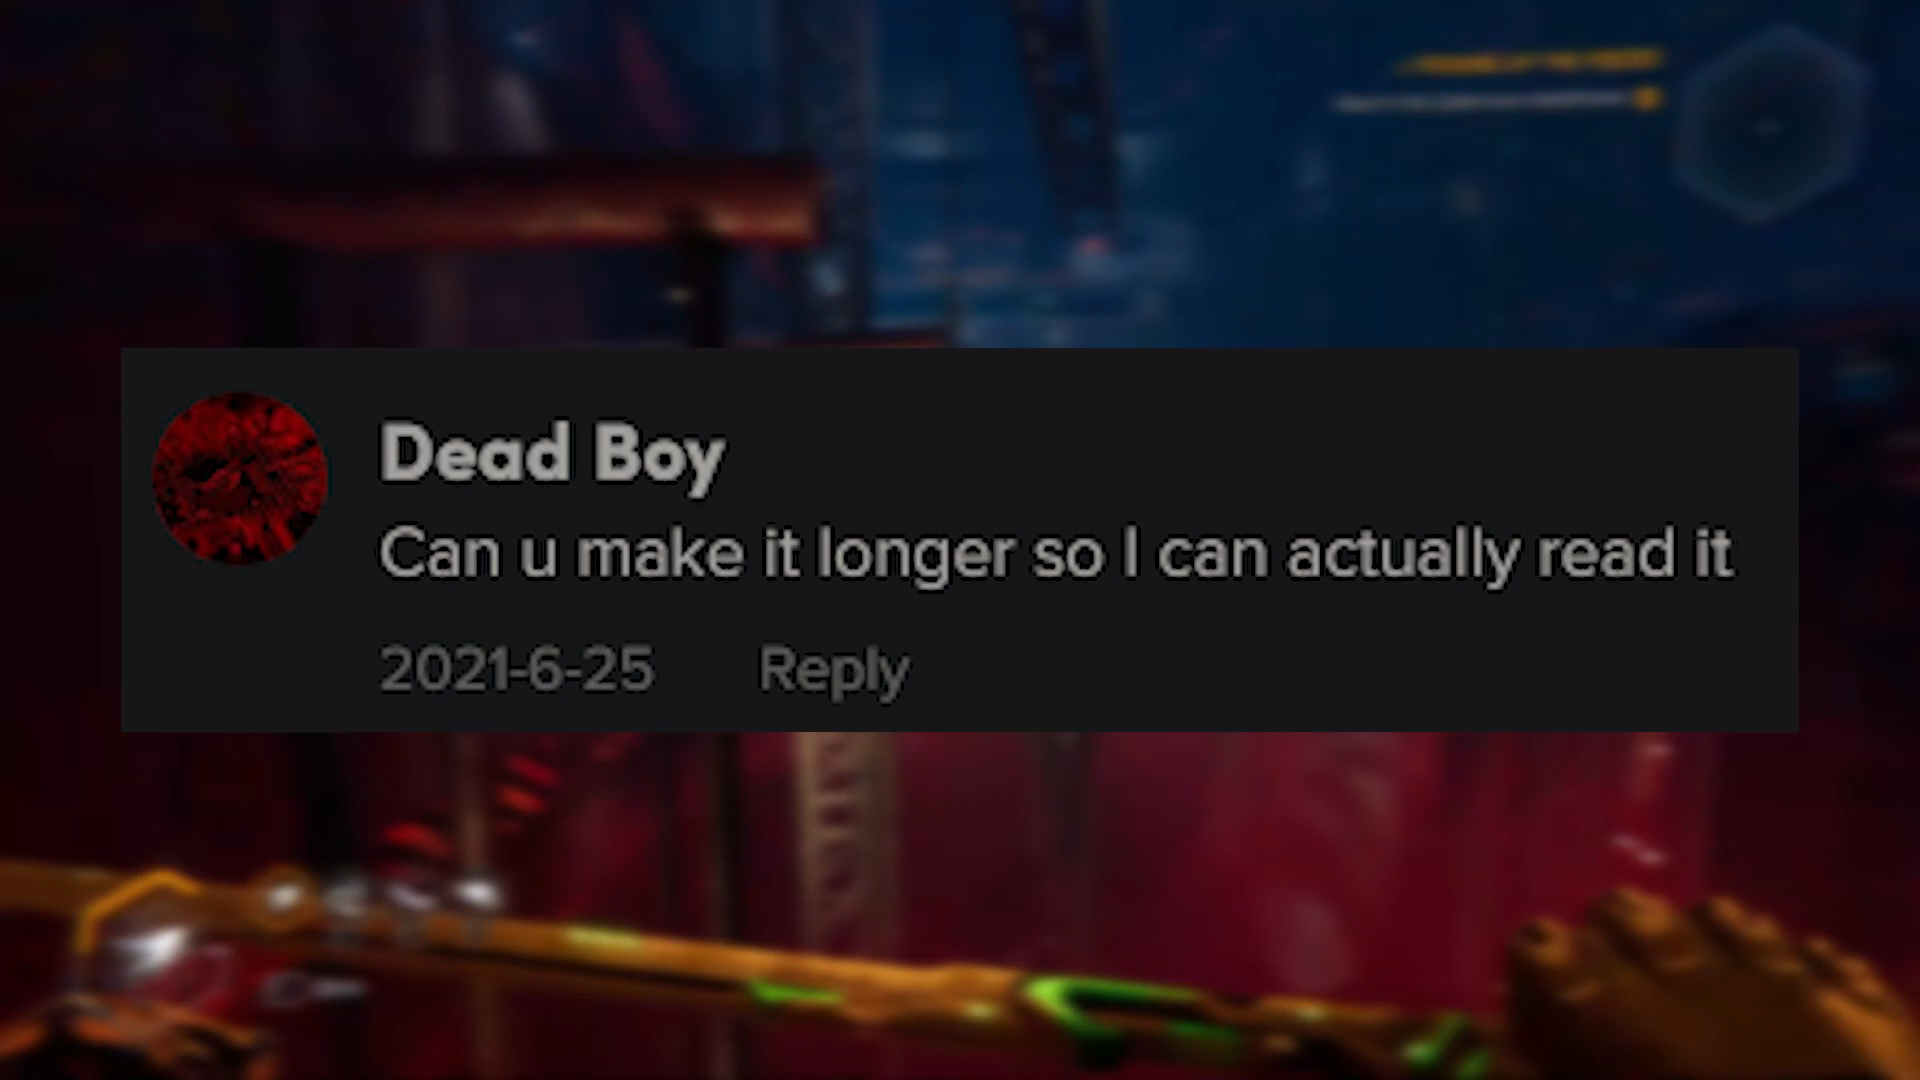 Dead Boy
Can u make it longer so I can actually read it
2021-6-25 Reply